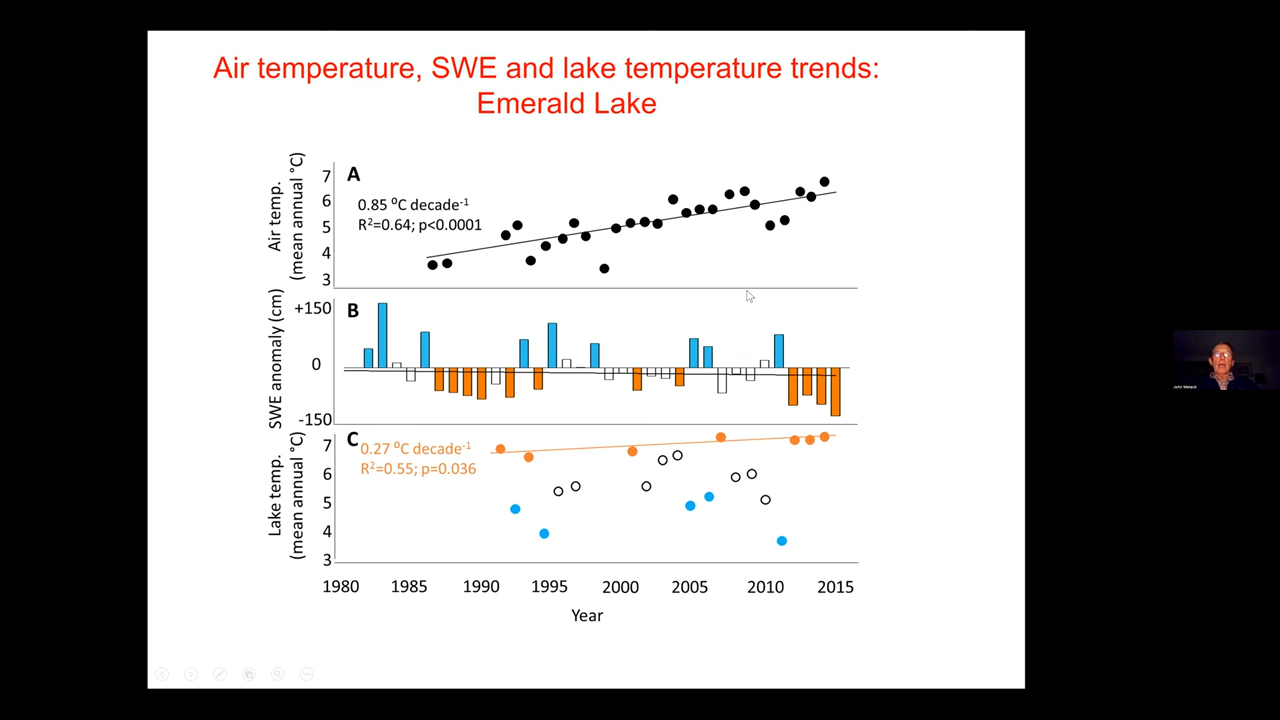 Air temperature, SWE and lake temperature trends:
Emerald Lake
Air temp.
(mean annual °C)
7
6
5
4
3
A
0.85 ⁰C decade⁻¹
R²=0.64; p<0.0001
SWE anomaly (cm)
+150
0
-150
B
Lake temp.
(mean annual °C)
7
6
5
4
3
C
0.27 ⁰C decade⁻¹
R²=0.55; p=0.036
1980 1985 1990 1995 2000 2005 2010 2015
Year
John Melack